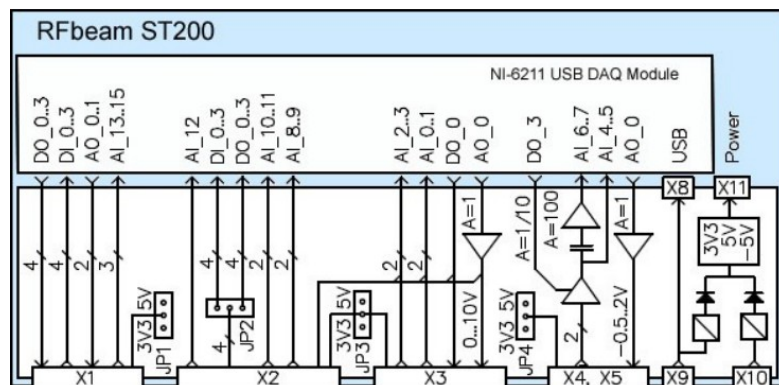 RFbeam ST200
NI-6211 USB DAQ Module
DO_0..3
DI_0..3
AO_0..1
AI_13..15
AI_12
DI_0..3
DO_0..3
AI_10..11
AI_8..9
AI_2..3
AI_0..1
DO_0
AO_0
DO_3
AI_6..7
AI_4..5
AO_0
USB
Power
X8
X11
A=1
A=1/10
A=100
A=1
3V3
5V
-5V
4
4
2
3
4
4
2
2
2
2
3V3 5V
JP1
JP2
4
3V3 5V
JP3
0...10V
3V3 5V
JP4
2
-0.5..2V
X1
X2
X3
X4, X5
X9
X10